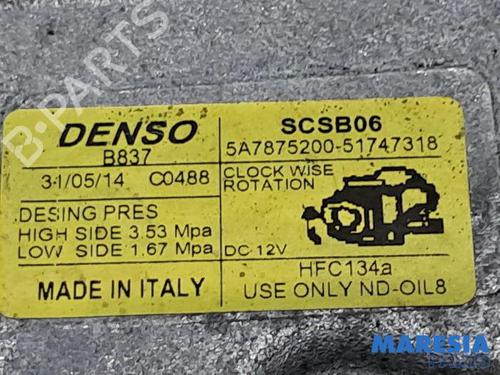 DENSO
B837
31/05/14 C0488
DESING PRES
HIGH SIDE 3.53 Mpa
LOW SIDE 1.67 Mpa
MADE IN ITALY
SCSB06
5A7875200-51747318
CLOCK WISE
ROTATION
DC 12V
HFC134a
USE ONLY ND-OIL8
B-PARTS
MARESIA